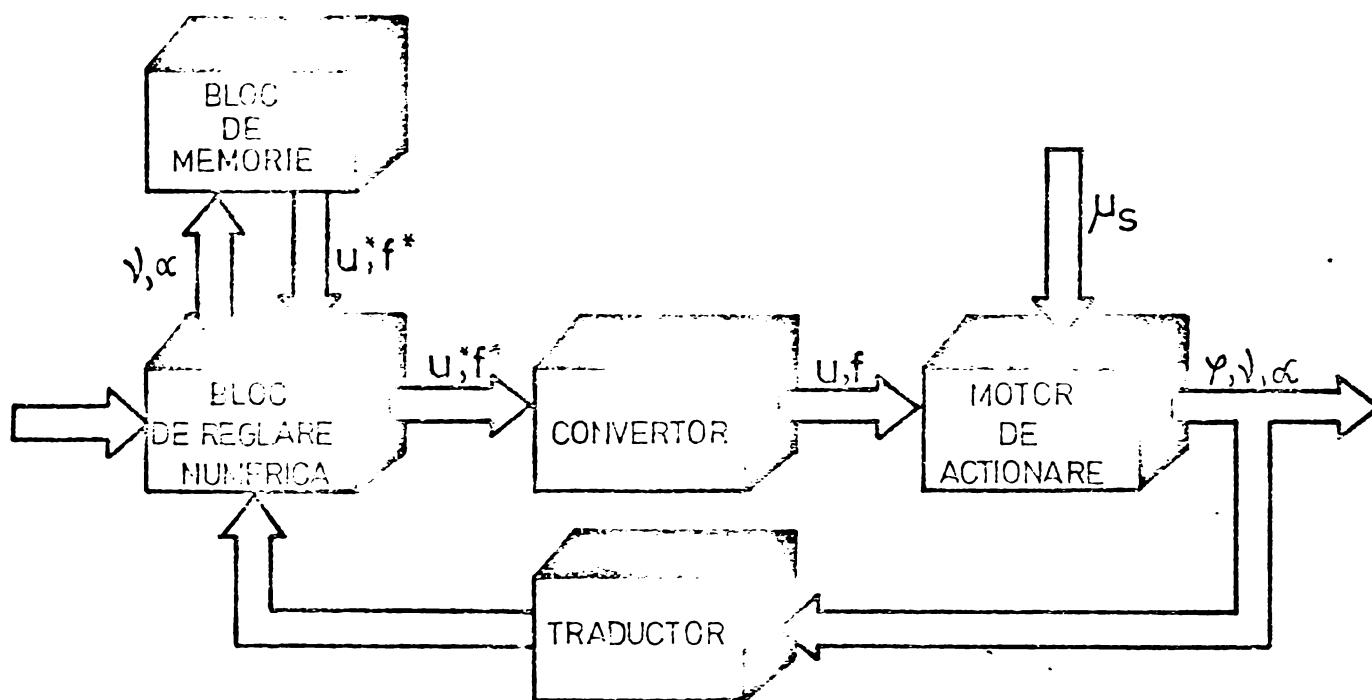 BLOC
DE
MEMORIE
ν,α
u*,f*
μS
BLOC
DE REGLARE
NUMERICA
u*,f*
CONVERTOR
u,f
MOTOR
DE
ACTIONARE
φ,ν,α
TRADUCTOR